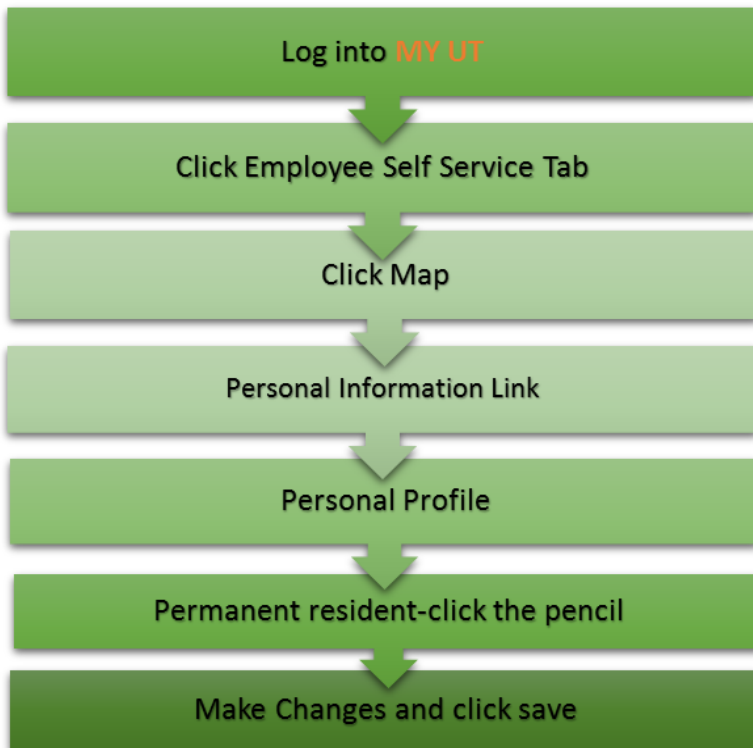 Log into MY UT
Click Employee Self Service Tab
Click Map
Personal Information Link
Personal Profile
Permanent resident-click the pencil
Make Changes and click save